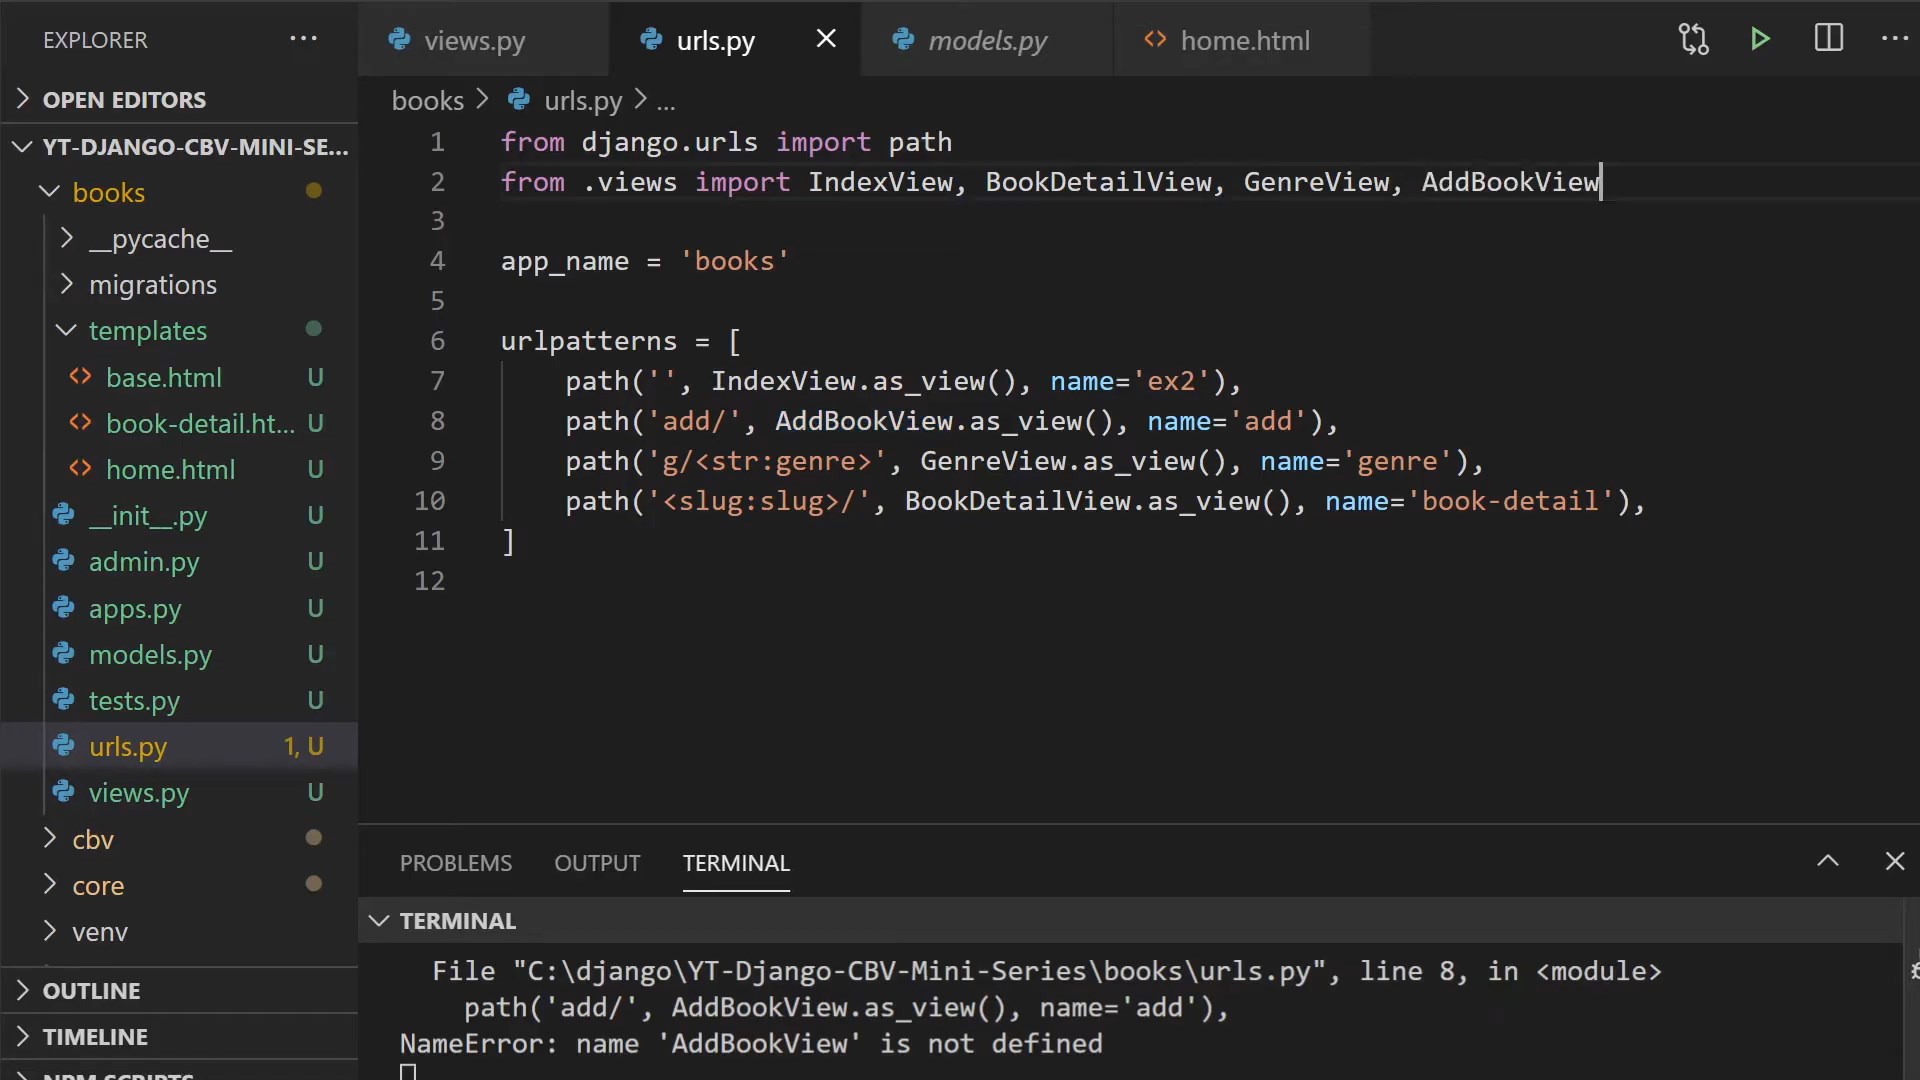 EXPLORER
OPEN EDITORS
YT-DJANGO-CBV-MINI-SE...
books
__pycache__
migrations
templates
base.html U
book-detail.ht... U
home.html U
__init__.py U
admin.py U
apps.py U
models.py U
tests.py U
urls.py 1, U
views.py U
cbv
core
venv
OUTLINE
TIMELINE
NPM SCRIPTS
views.py urls.py models.py home.html
books > urls.py > ...
1 from django.urls import path
2 from .views import IndexView, BookDetailView, GenreView, AddBookView
3
4 app_name = 'books'
5
6 urlpatterns = [
7 path('', IndexView.as_view(), name='ex2'),
8 path('add/', AddBookView.as_view(), name='add'),
9 path('g/<str:genre>', GenreView.as_view(), name='genre'),
10 path('<slug:slug>/', BookDetailView.as_view(), name='book-detail'),
11 ]
12
PROBLEMS OUTPUT TERMINAL
TERMINAL
File "C:\django\YT-Django-CBV-Mini-Series\books\urls.py", line 8, in <module>
path('add/', AddBookView.as_view(), name='add'),
NameError: name 'AddBookView' is not defined